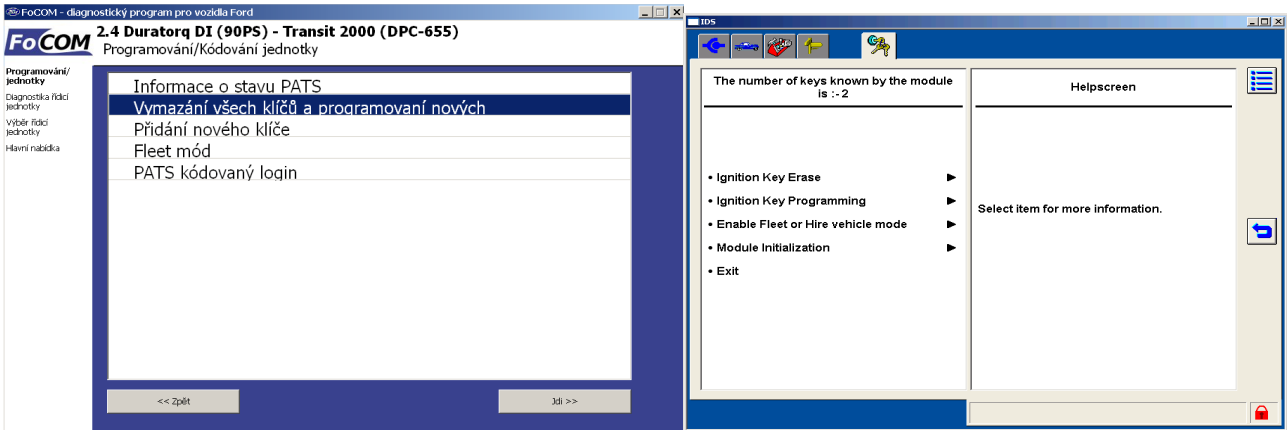 FoCOM - diagnostický program pro vozidla Ford
FoCOM
2.4 Duratorq DI (90PS) - Transit 2000 (DPC-655)
Programování/Kódování jednotky
Programování/
jednotky
Diagnostika řídicí
jednotky
Výběr řídicí
jednotky
Hlavní nabídka
Informace o stavu PATS
Vymazání všech klíčů a programovaní nových
Přidání nového klíče
Fleet mód
PATS kódovaný login
<< Zpět
Jdi >>
IDS
The number of keys known by the module
is :- 2
• Ignition Key Erase
• Ignition Key Programming
• Enable Fleet or Hire vehicle mode
• Module Initialization
• Exit
Helpscreen
Select item for more information.